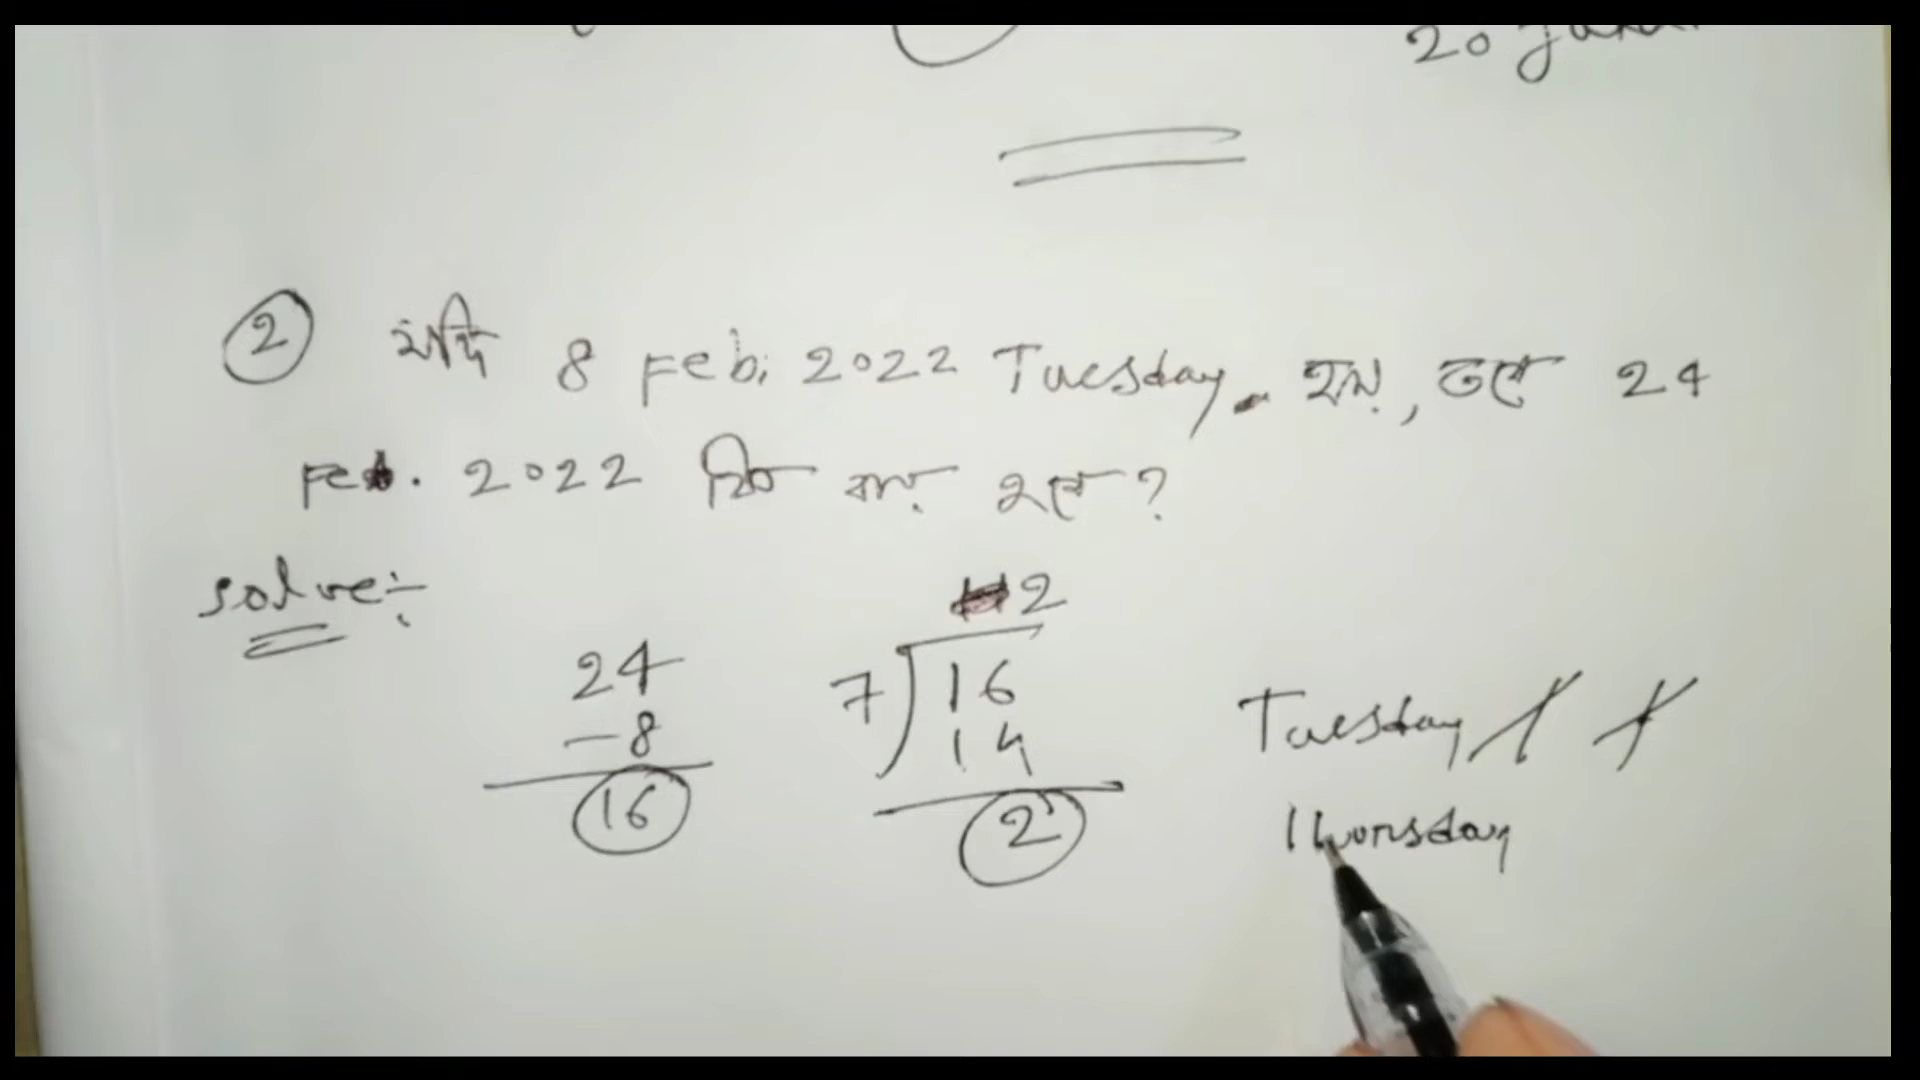 20
2 যদি 8 Feb, 2022 Tuesday. হয়, তবে 24
Feb. 2022 কি বার হবে?
Solve:-
24
-8
16
2
7 16
14
2
Tuesday
Thursday